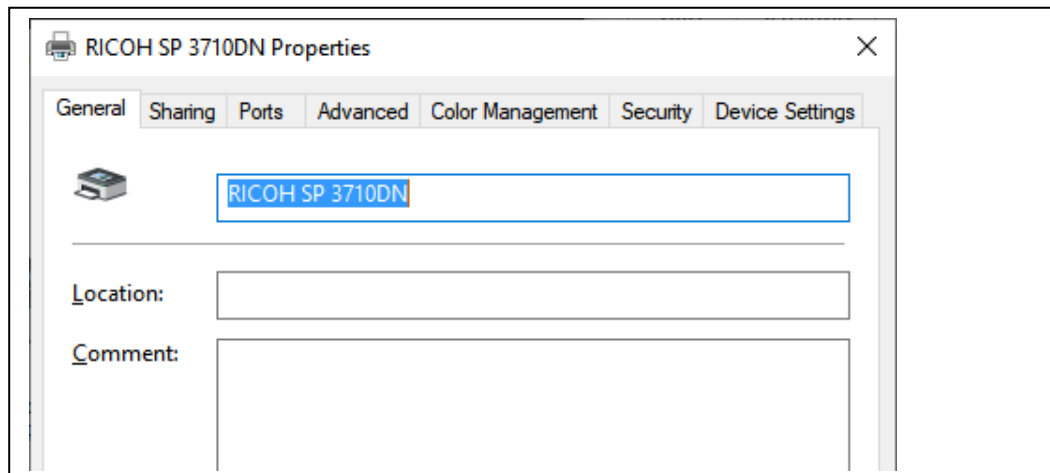 RICOH SP 3710DN Properties
General Sharing Ports Advanced Color Management Security Device Settings
RICOH SP 3710DN
Location:
Comment: